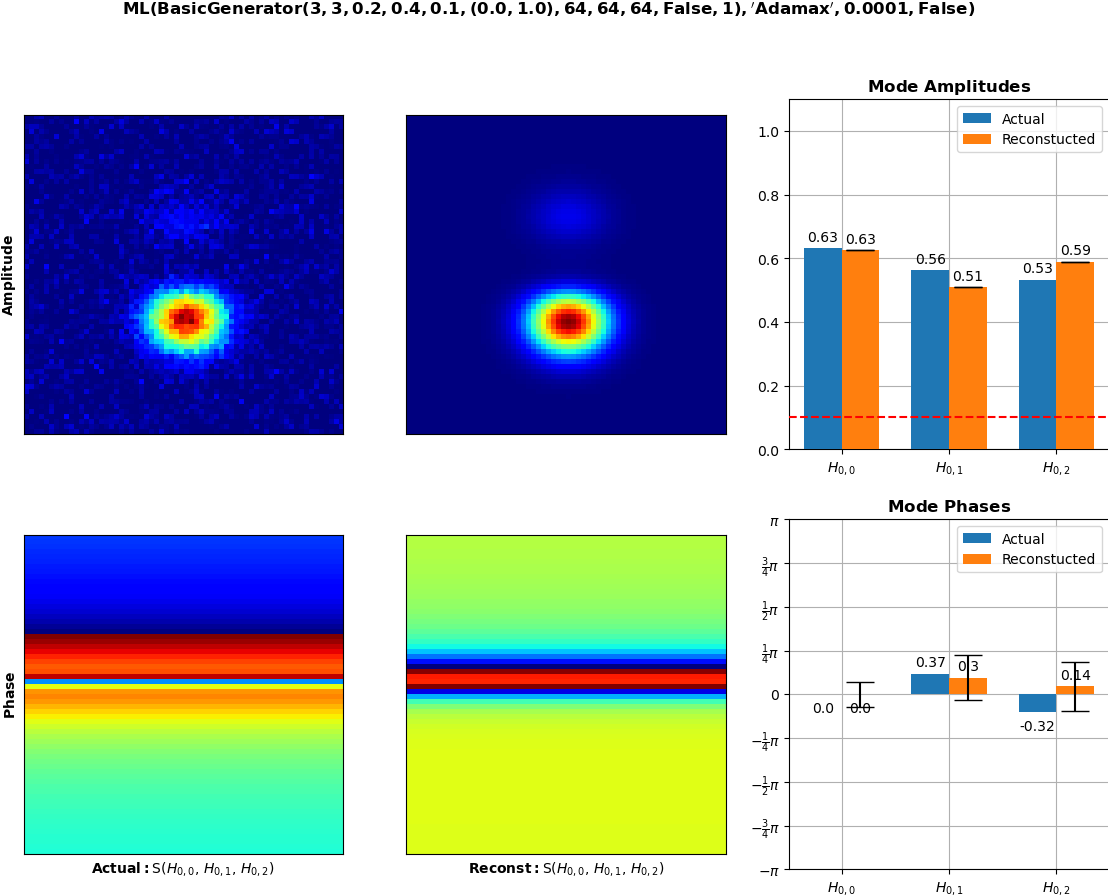 ML(BasicGenerator(3, 3, 0.2, 0.4, 0.1, (0.0, 1.0), 64, 64, 64, False, 1), 'Adamax', 0.0001, False)
Amplitude
Mode Amplitudes
Actual
Reconstucted
1.0
0.8
0.6
0.4
0.2
0.0
0.63 0.63
0.56
0.51
0.53
0.59
H0,0 H0,1 H0,2
Phase
Actual: S(H0,0, H0,1, H0,2)
Reconst: S(H0,0, H0,1, H0,2)
Mode Phases
Actual
Reconstucted
π
3/4π
1/2π
1/4π
0
−1/4π
−1/2π
−3/4π
−π
0.0 0.0
0.37 0.3
-0.32
0.14
H0,0 H0,1 H0,2